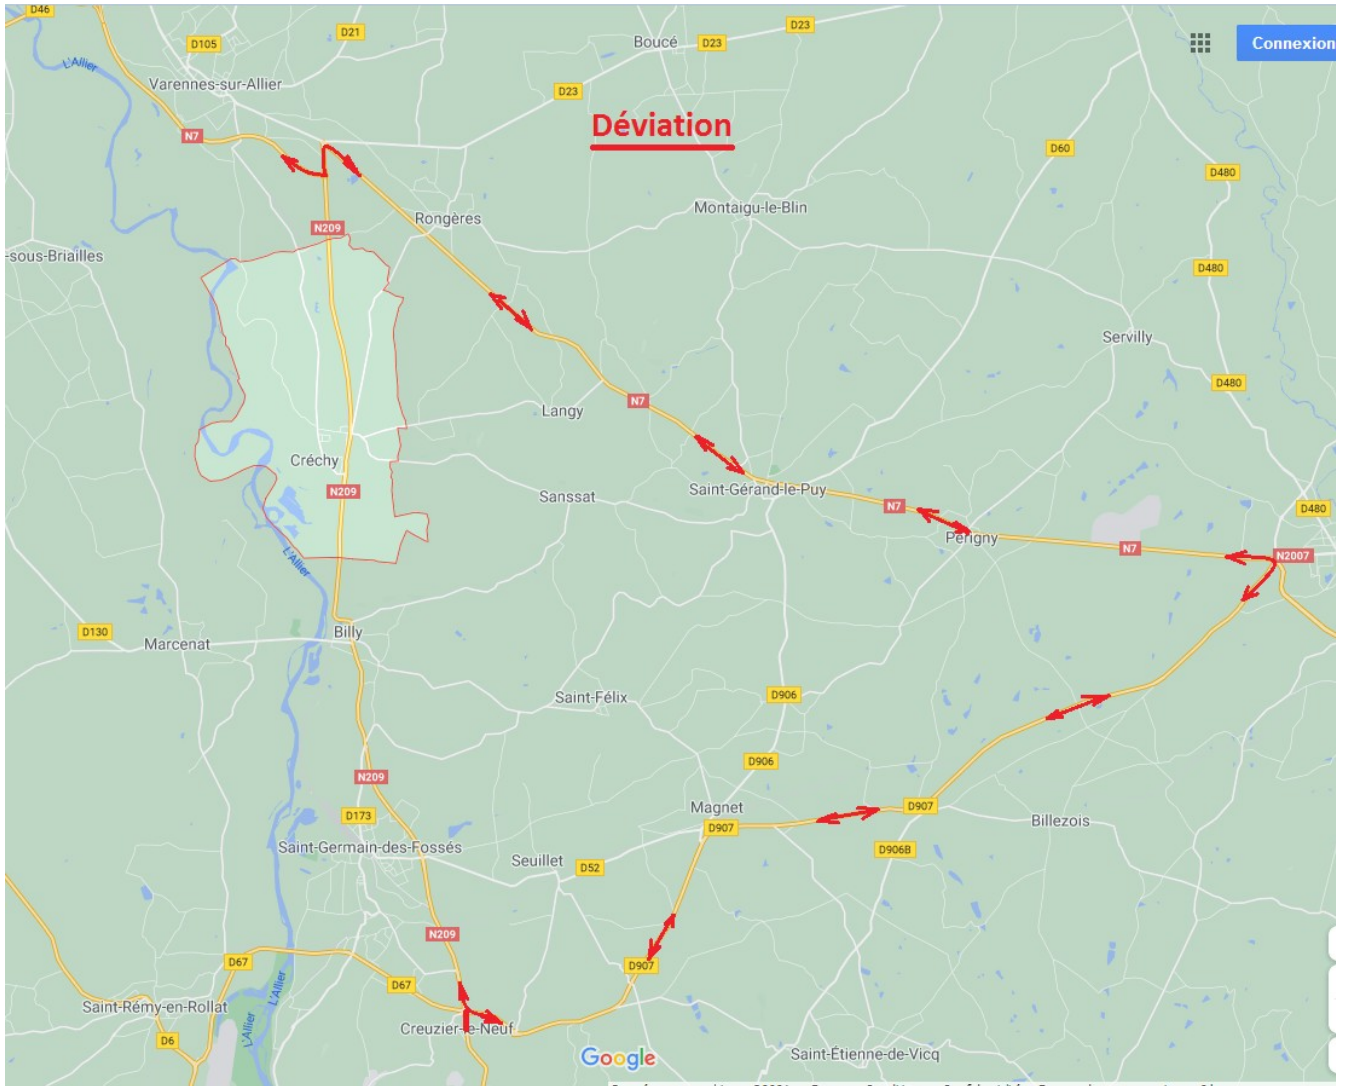 D46
D105
D21
Boucé
D23
D23
Connexion
L'Allier
Varennes-sur-Allier
D23
N7
Déviation
D60
D480
Rongères
Montaigu-le-Blin
N209
-sous-Briailles
D480
Servilly
D480
N7
Langy
Créchy
N209
Sanssat
Saint-Gérand-le-Puy
N7
D480
Périgny
N7
N2007
L'Allier
D130
Billy
Marcenat
Saint-Félix
D906
D906
N209
Magnet
D907
D907
D173
Billezois
Saint-Germain-des-Fossés
D906B
Seuillet
D52
N209
D67
D907
D67
L'Allier
Saint-Rémy-en-Rollat
Creuzier-le-Neuf
L'Allier
D6
Google
Saint-Étienne-de-Vicq